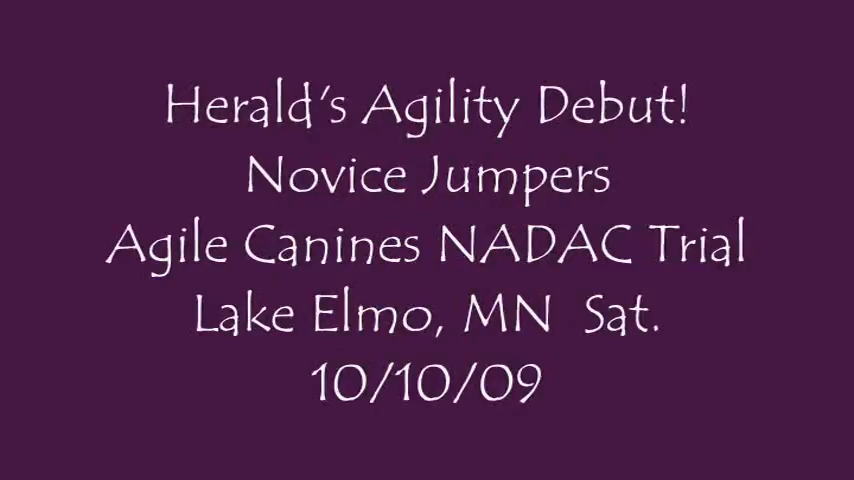 Herald's Agility Debut!
Novice Jumpers
Agile Canines NADAC Trial
Lake Elmo, MN  Sat.
10/10/09